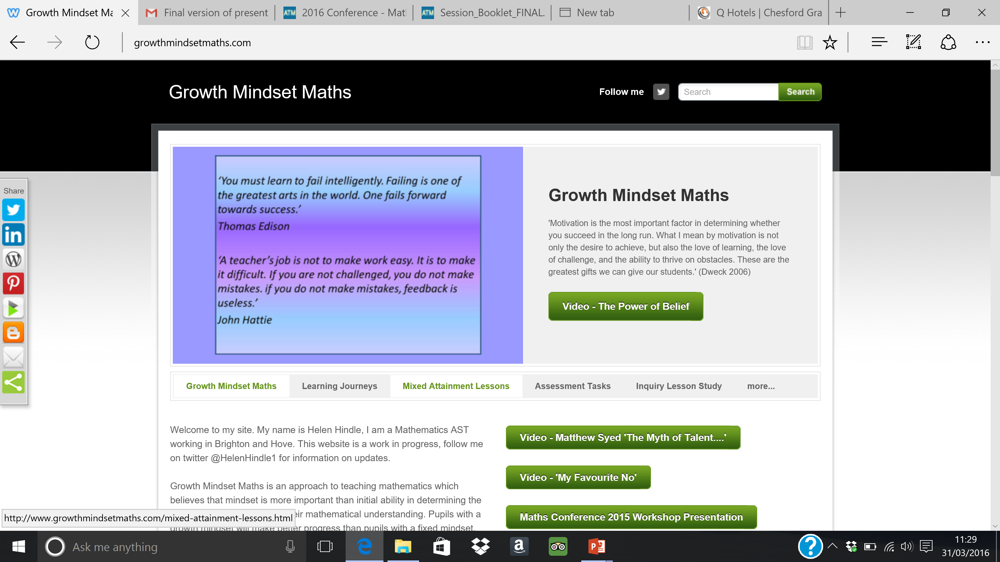 Growth Mindset Ma
Final version of present
ATM
2016 Conference - Mat
ATM
Session_Booklet_FINAL.
New tab
Q Hotels | Chesford Gra
growthmindsetmaths.com
Growth Mindset Maths
Follow me
Search
Search
Share
‘You must learn to fail intelligently. Failing is one of
the greatest arts in the world. One fails forward
towards success.’
Thomas Edison
‘A teacher’s job is not to make work easy. It is to make
it difficult. If you are not challenged, you do not make
mistakes. if you do not make mistakes, feedback is
useless.’
John Hattie
Growth Mindset Maths
'Motivation is the most important factor in determining whether
you succeed in the long run. What I mean by motivation is not
only the desire to achieve, but also the love of learning, the love
of challenge, and the ability to thrive on obstacles. These are the
greatest gifts we can give our students.' (Dweck 2006)
Video - The Power of Belief
Growth Mindset Maths
Learning Journeys
Mixed Attainment Lessons
Assessment Tasks
Inquiry Lesson Study
more...
Welcome to my site. My name is Helen Hindle, I am a Mathematics AST
working in Brighton and Hove. This website is a work in progress, follow me
on twitter @HelenHindle1 for information on updates.
Growth Mindset Maths is an approach to teaching mathematics which
believes that mindset is more important than initial ability in determining the
eir mathematical understanding. Pupils with a
growth mindset will make better progress than pupils with a fixed mindset.
Video - Matthew Syed 'The Myth of Talent....'
Video - 'My Favourite No'
Maths Conference 2015 Workshop Presentation
http://www.growthmindsetmaths.com/mixed-attainment-lessons.html
Ask me anything
11:29
31/03/2016